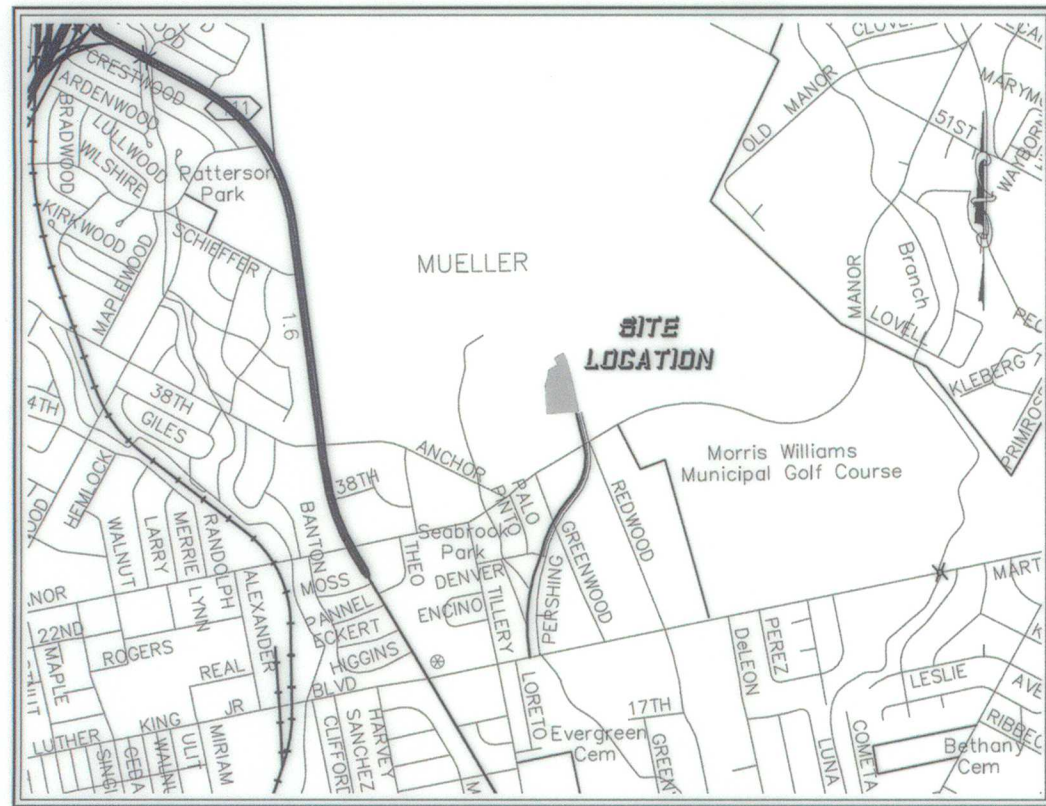 CRESTWOOD
ARDENWOOD
BRADWOOD
LULLWOOD
WILSHIRE
Patterson
Park
KIRKWOOD
MAPLEWOOD
SCHIEFFER
1.6
MUELLER
SITE
LOCATION
OLD
MANOR
51ST
MANOR
Branch
LOVELL
KLEBERG
PRIMROSE
38TH
4TH
GILES
HEMLOCK
ANCHOR
38TH
Morris Williams
Municipal Golf Course
PALO
PINTO
REDWOOD
GREENWOOD
PERSHING
Seabrook
Park
DENVER
ENCINO
TILLERY
THEO
BANTON
MOSS
PANNEL
ECKERT
HIGGINS
WALNUT
LARRY
MERRIE
LYNN
RANDOLPH
ALEXANDER
22ND
MAPLE
ROGERS
REAL
BLVD
JR
KING
LUTHER
MIRIAM
CLIFFORD
SANCHEZ
HARVEY
LORETO
Evergreen
Cem
17TH
DeLEON
PEREZ
LUNA
COMETA
LESLIE
AVE
Bethany
Cem